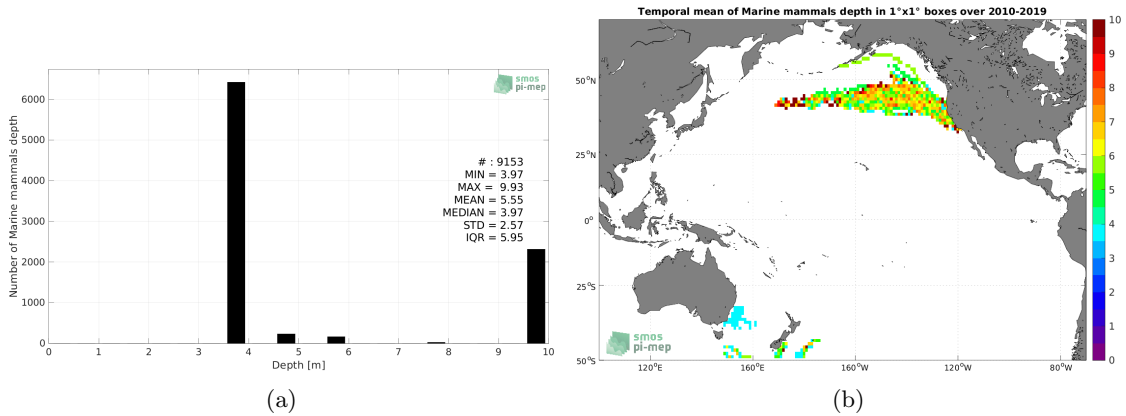 smos
pi-mep
Number of Marine mammals depth
6000
5000
4000
3000
2000
1000
0
# : 9153
MIN = 3.97
MAX = 9.93
MEAN = 5.55
MEDIAN = 3.97
STD = 2.57
IQR = 5.95
0 1 2 3 4 5 6 7 8 9 10
Depth [m]
(a)
Temporal mean of Marine mammals depth in 1°x1° boxes over 2010-2019
50°N
25°N
0°
25°S
50°S
120°E 160°E 160°W 120°W 80°W
10
9
8
7
6
5
4
3
2
1
0
smos
pi-mep
(b)